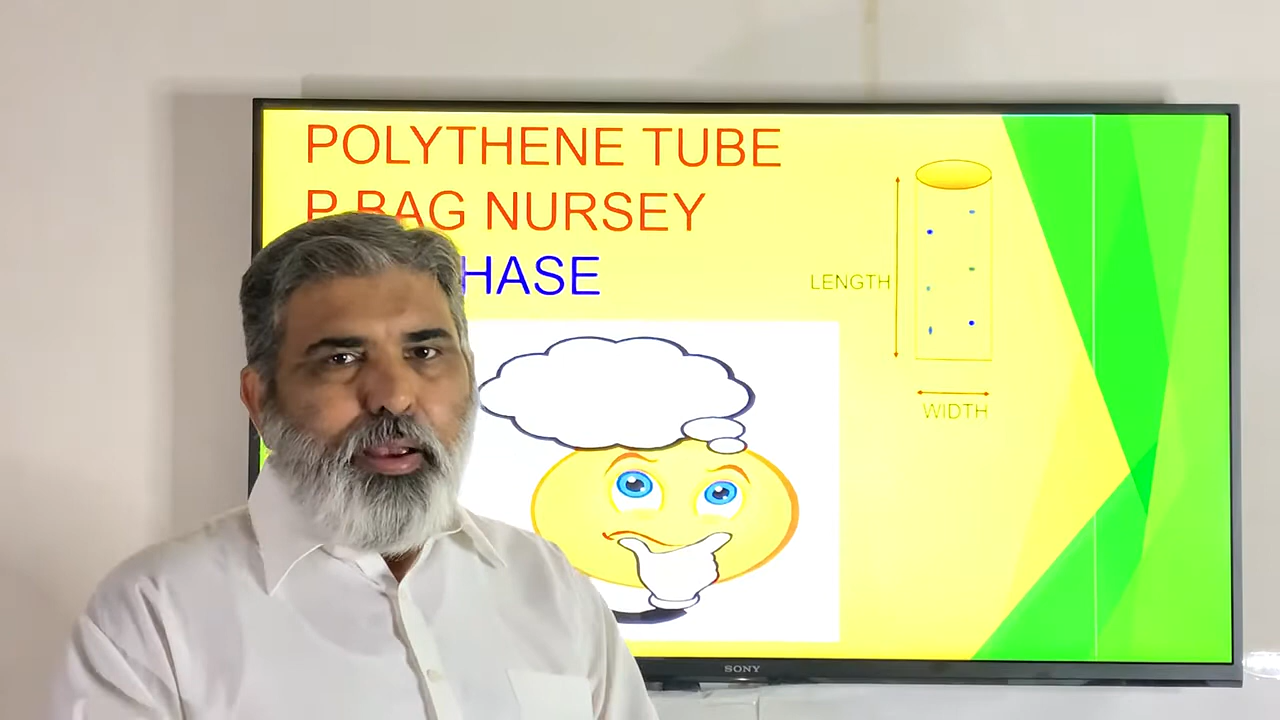 POLYTHENE TUBE
P BAG NURSEY
HASE
LENGTH
WIDTH
SONY